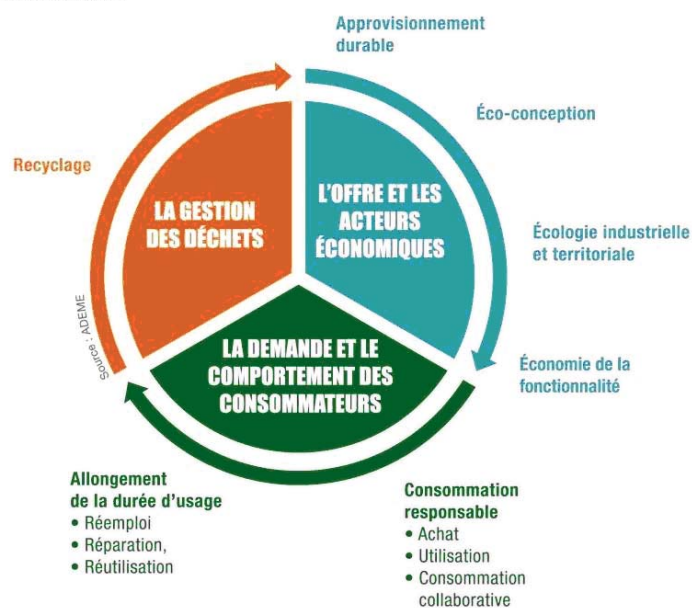 Approvisionnement
durable
Éco-conception
Écologie industrielle
et territoriale
Économie de la
fonctionnalité
L'OFFRE ET LES
ACTEURS
ÉCONOMIQUES
LA DEMANDE ET LE
COMPORTEMENT DES
CONSOMMATEURS
Consommation
responsable
• Achat
• Utilisation
• Consommation
collaborative
Allongement
de la durée d'usage
• Réemploi
• Réparation,
• Réutilisation
LA GESTION
DES DÉCHETS
Recyclage
Source : ADEME